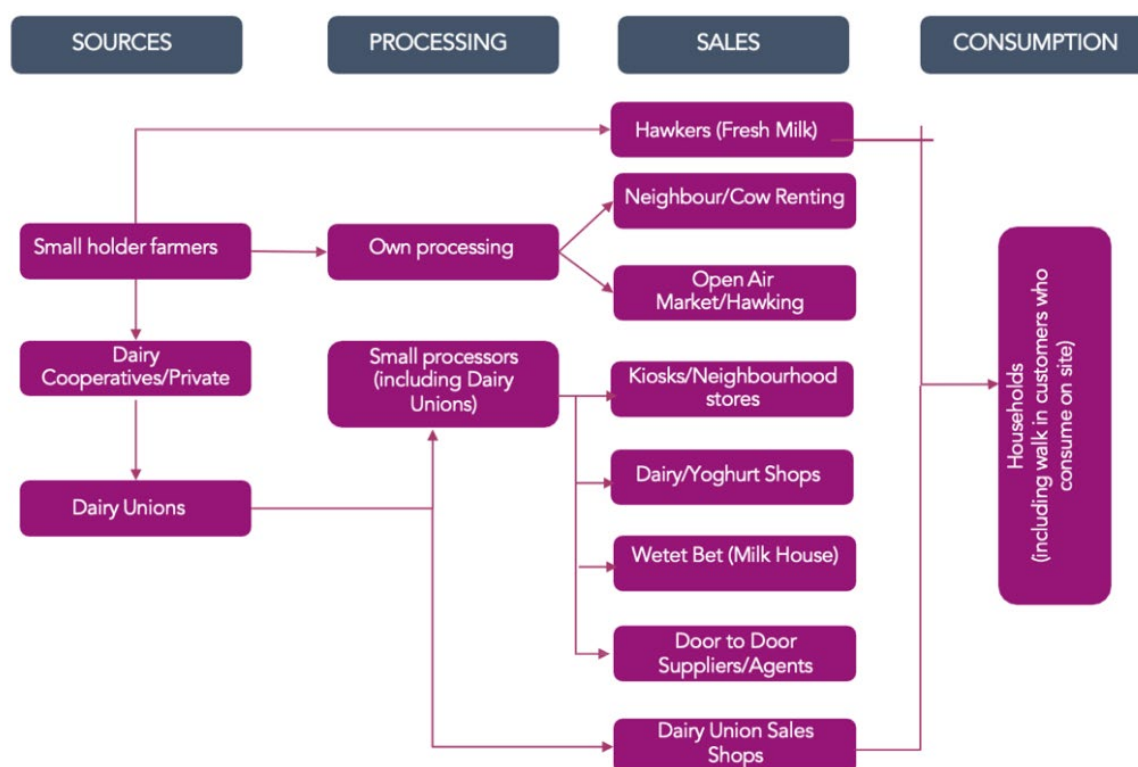 SOURCES
PROCESSING
SALES
CONSUMPTION
Hawkers (Fresh Milk)
Neighbour/Cow Renting
Small holder farmers
Own processing
Open Air
Market/Hawking
Dairy
Cooperatives/Private
Small processors
(including Dairy
Unions)
Kiosks/Neighbourhood
stores
Dairy/Yoghurt Shops
Dairy Unions
Wetet Bet (Milk House)
Door to Door
Suppliers/Agents
Dairy Union Sales
Shops
Households
(including walk in customers who
consume on site)